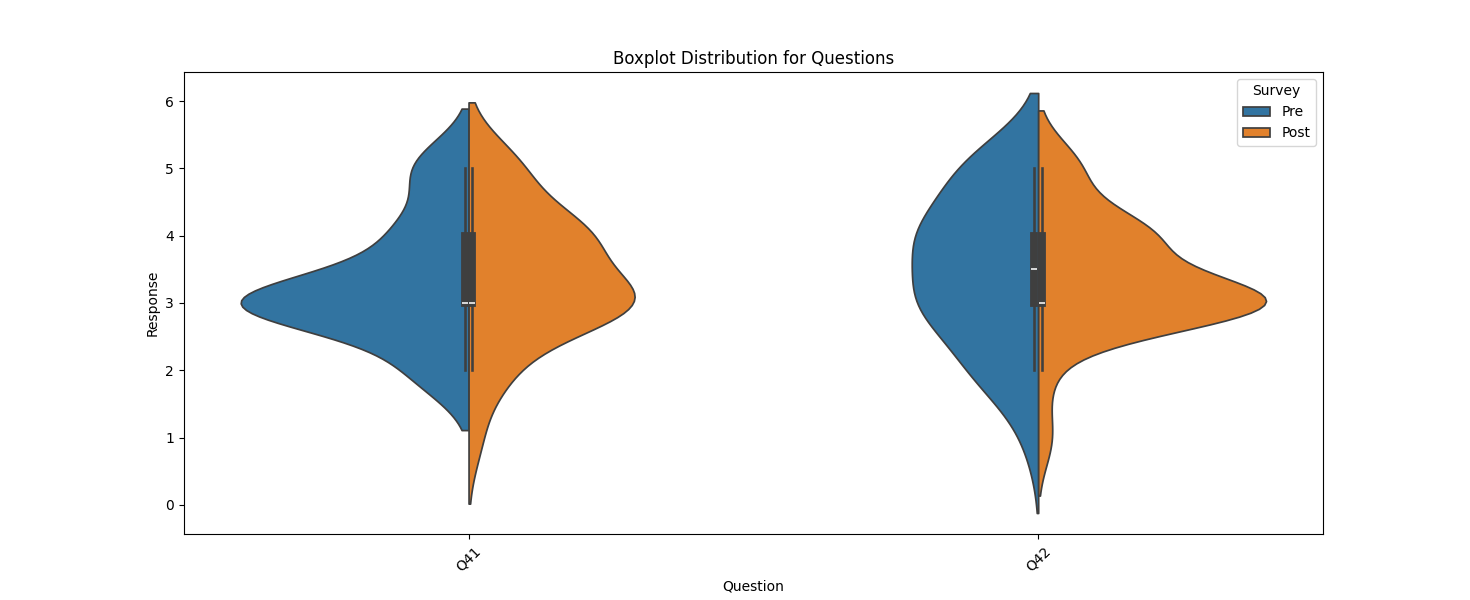 Boxplot Distribution for Questions
Survey
Pre
Post
6
5
4
3
2
1
0
Response
Q41
Q42
Question